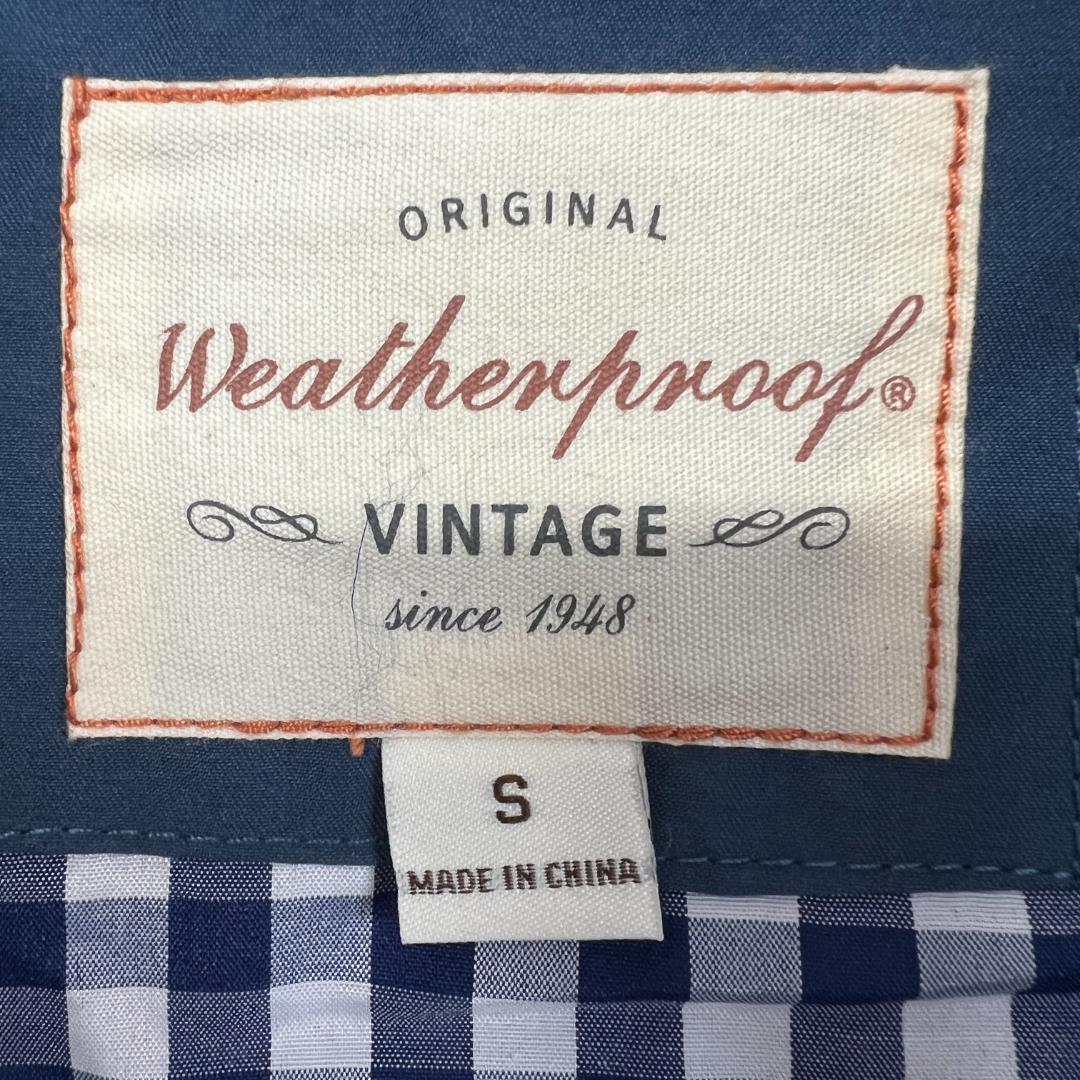 ORIGINAL
Weatherproof®
VINTAGE
since 1948
S
MADE IN CHINA